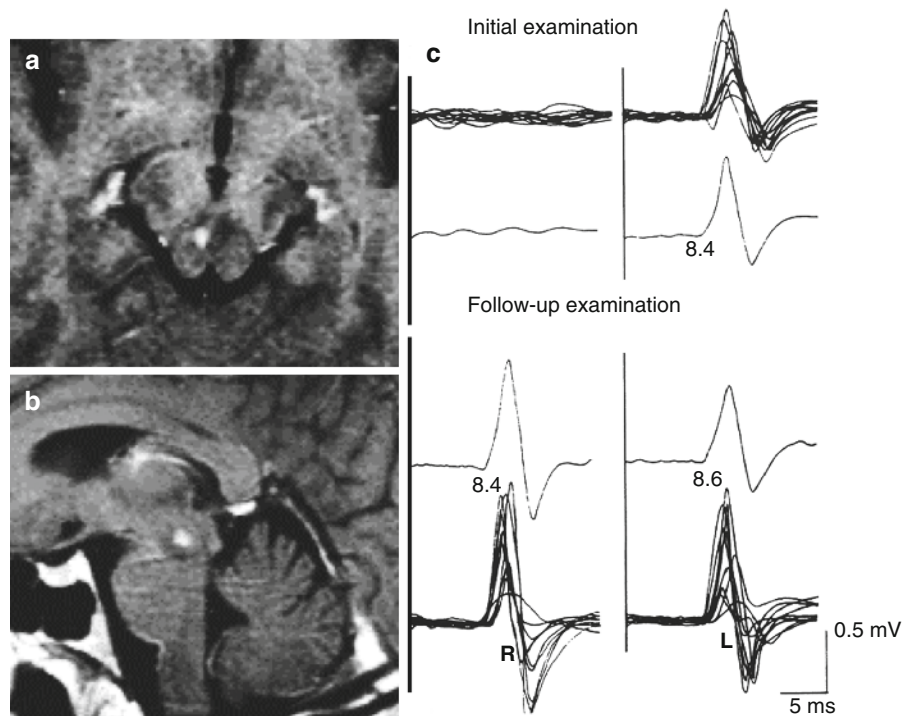 a
b
c
Initial examination
8.4
Follow-up examination
8.4
8.6
R
L
0.5 mV
5 ms